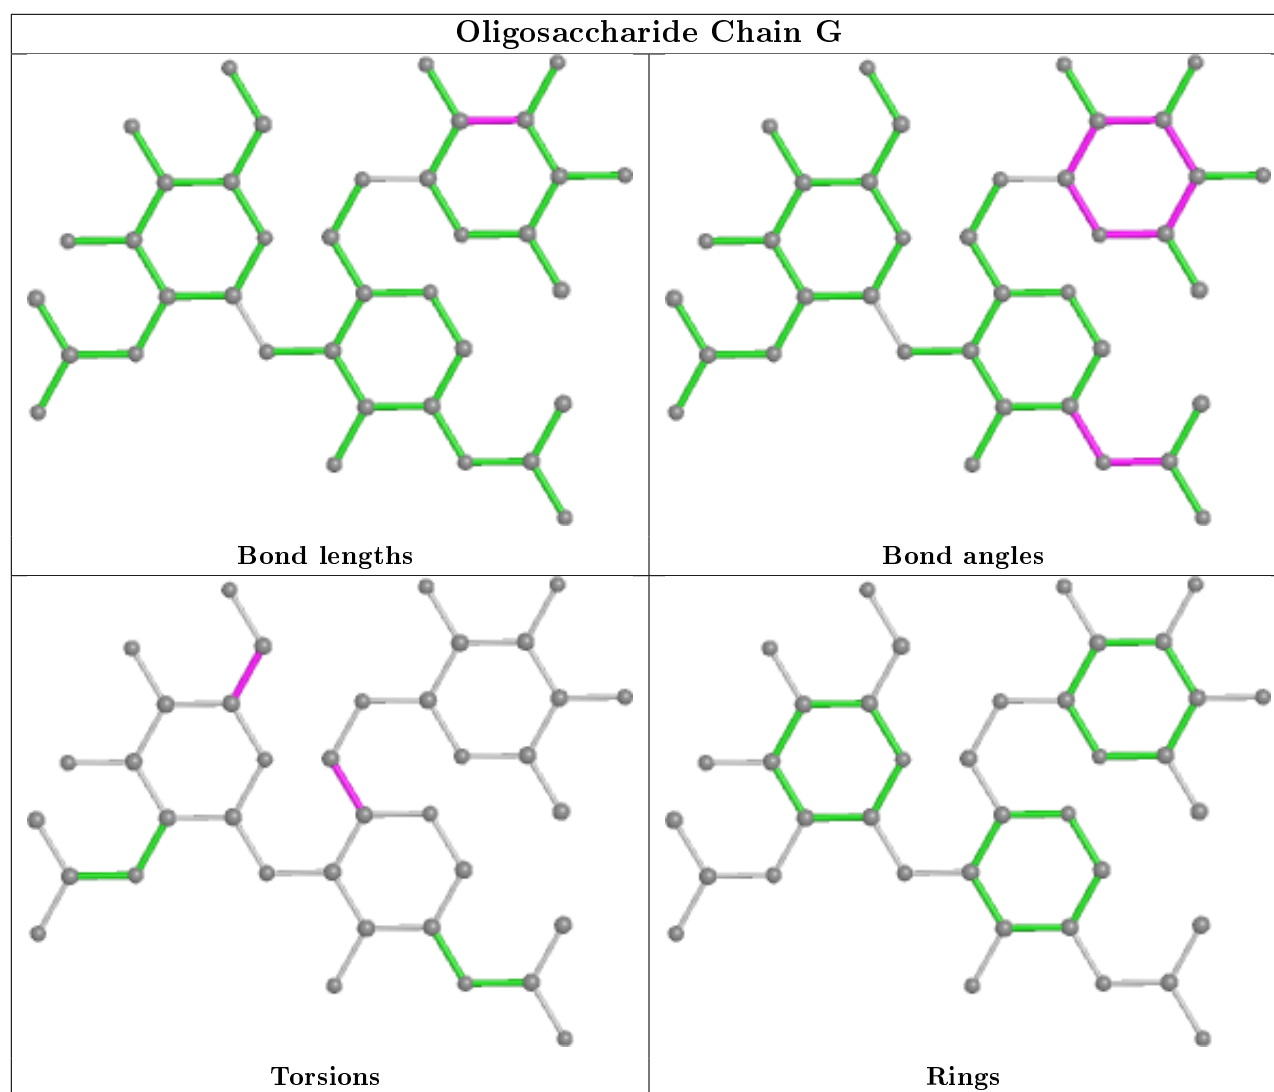 Oligosaccharide Chain G
Bond lengths
Bond angles
Torsions
Rings